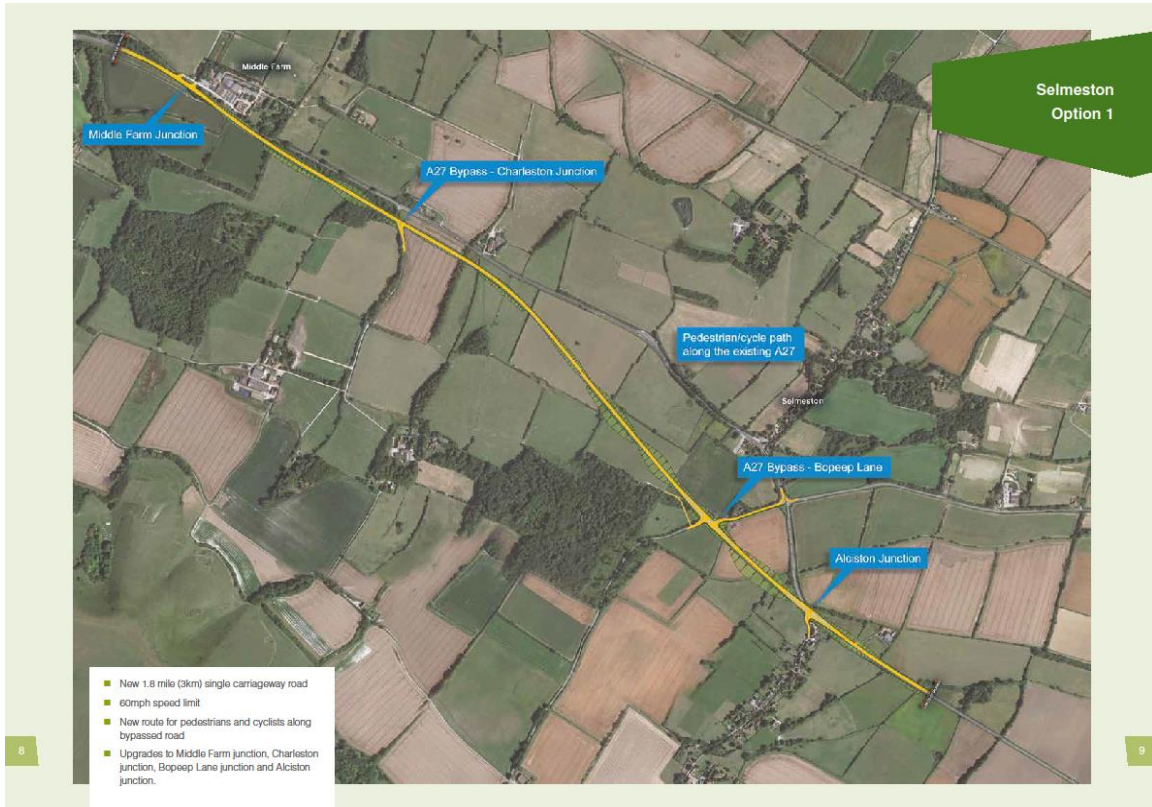 Selmeston
Option 1
Middle Farm
Middle Farm Junction
A27 Bypass - Charleston Junction
Pedestrian/cycle path
along the existing A27
Selmeston
A27 Bypass - Bopeep Lane
Alciston Junction
New 1.8 mile (3km) single carriageway road
60mph speed limit
New route for pedestrians and cyclists along
bypassed road
Upgrades to Middle Farm junction, Charleston
junction, Bopeep Lane junction and Alciston
junction.
8
9